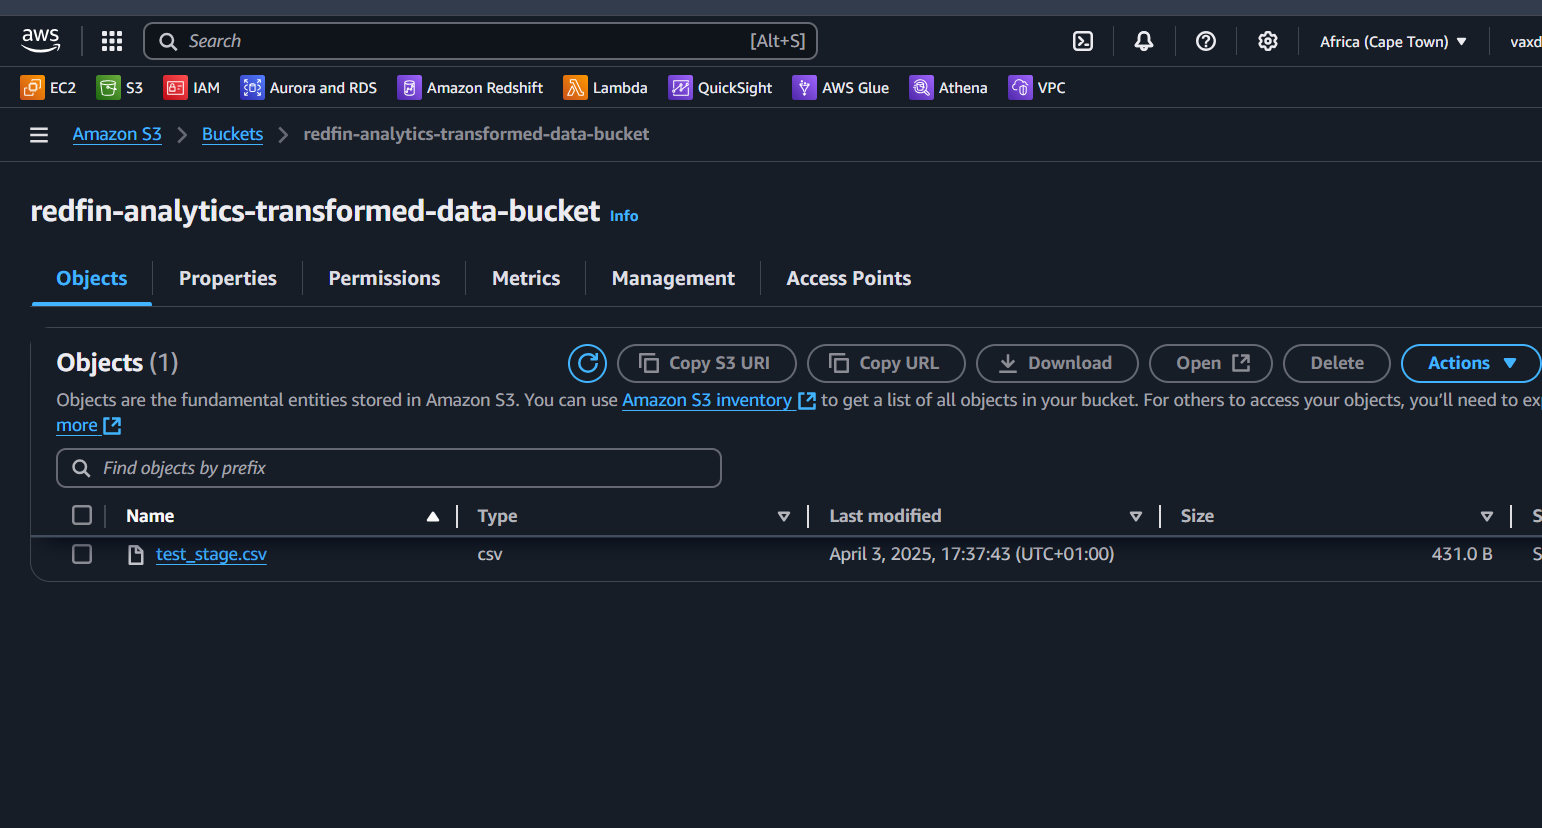 aws Search [Alt+S] Africa (Cape Town) vaxd
EC2 S3 IAM Aurora and RDS Amazon Redshift Lambda QuickSight AWS Glue Athena VPC
Amazon S3 Buckets redfin-analytics-transformed-data-bucket
redfin-analytics-transformed-data-bucket Info
Objects Properties Permissions Metrics Management Access Points
Objects (1) Copy S3 URI Copy URL Download Open Delete Actions
Objects are the fundamental entities stored in Amazon S3. You can use Amazon S3 inventory to get a list of all objects in your bucket. For others to access your objects, you’ll need to ex
more
Find objects by prefix
Name Type Last modified Size S
test_stage.csv csv April 3, 2025, 17:37:43 (UTC+01:00) 431.0 B S